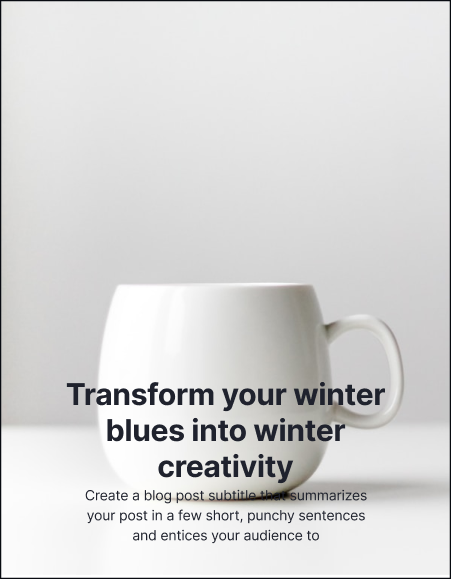 Transform your winter
blues into winter
creativity
Create a blog post subtitle that summarizes
your post in a few short, punchy sentences
and entices your audience to